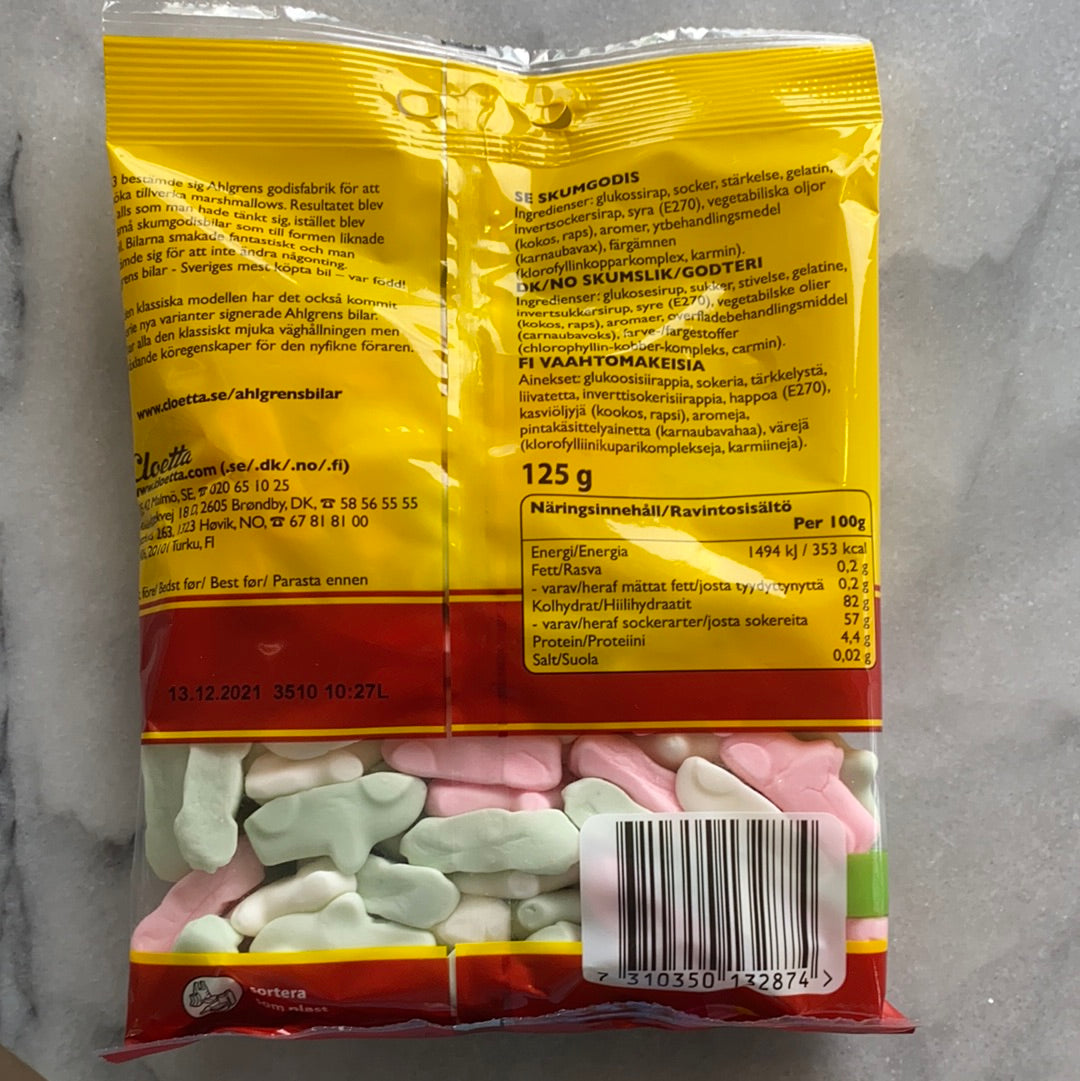 3 bestämde sig Ahlgrens godisfabrik för att
öka tillverka marshmallows. Resultatet blev
alls som man hade tänkt sig, istället blev
må skumgodisbilar som till formen liknade
l. Bilarna smakade fantastiskt och man
mde sig för att inte ändra någonting.
rens bilar - Sveriges mest köpta bil – var född!
en klassiska modellen har det också kommit
rie nya varianter signerade Ahlgrens bilar.
ar alla den klassiskt mjuka väghållningen men
köregenskaper för den nyfikne föraren.
www.cloetta.se/ahlgrensbilar
Cloetta
www.cloetta.com (.se/.dk/.no/.fi)
Malmö, SE, ☎ 020 65 10 25
2605 Brøndby, DK, ☎ 58 56 55 55
263, 1323 Høvik, NO, ☎ 67 81 81 00
Turku, FI
före/ Bedst før/ Best før/ Parasta ennen
13.12.2021 3510 10:27L
SE SKUMGODIS
Ingredienser: glukossirap, socker, stärkelse, gelatin,
invertsockersirap, syra (E270), vegetabiliska oljor
(kokos, raps), aromer, ytbehandlingsmedel
(karnaubavax), färgämnen
(klorofyllinkopparkomplex, karmin).
DK/NO SKUMSLIK/GODTERI
Ingredienser: glukosesirup, sukker, stivelse, gelatine,
invertsukkersirup, syre (E270), vegetabilske olier
(kokos, raps), aromaer, overfladebehandlingsmiddel
(carnaubavoks), farve-/fargestoffer
(chlorophyllin-kobber-kompleks, carmin).
FI VAAHTOMAKEISIA
Ainekset: glukoosisiirappia, sokeria, tärkkelystä,
liivatetta, inverttisokerisiirappia, happoa (E270),
kasviöljyjä (kookos, rapsi), aromeja,
pintakäsittelyainetta (karnaubavahaa), värejä
(klorofylliinikuparikomplekseja, karmiineja).
125 g
Näringsinnehåll/Ravintosisältö
Per 100g
Energi/Energia 1494 kJ / 353 kcal
Fett/Rasva 0,2 g
- varav/heraf mättat fett/josta tyydyttynyttä 0,2 g
Kolhydrat/Hiilihydraatit 82 g
- varav/heraf sockerarter/josta sokereita 57 g
Protein/Proteiini 4,4 g
Salt/Suola 0,02 g
7 310350 132874 >
sortera
som plast